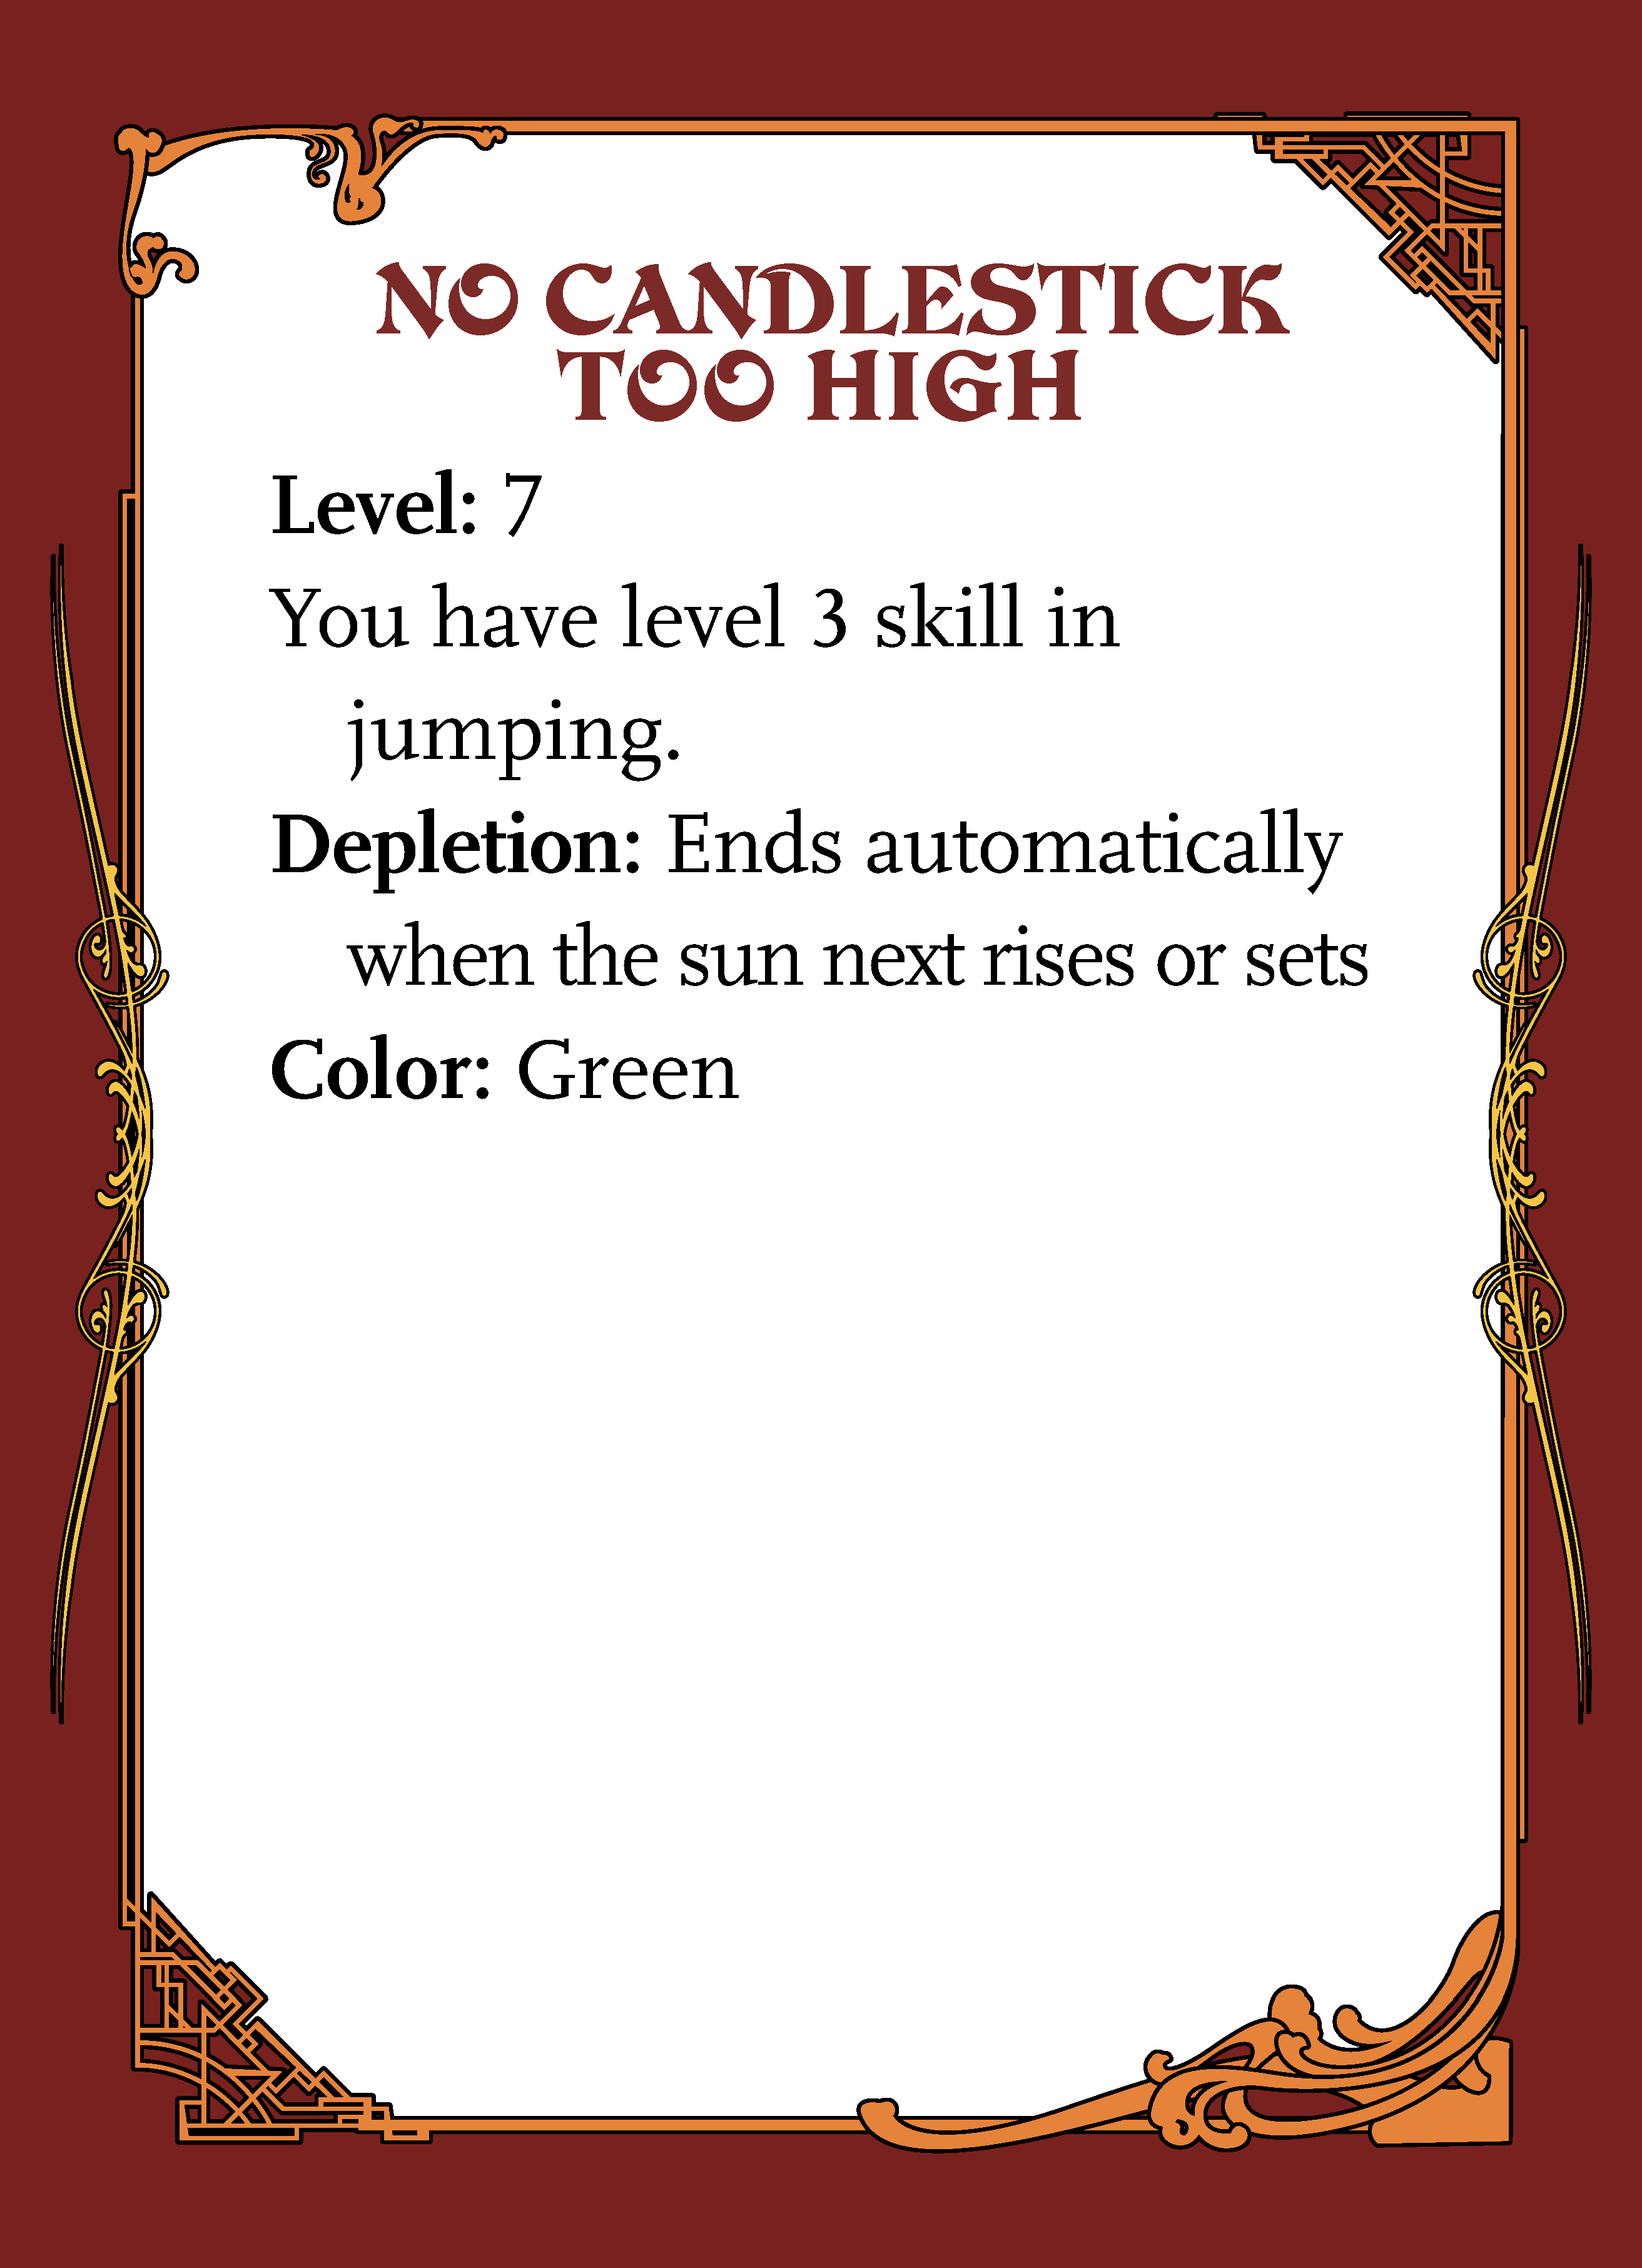 NO CANDLESTICK
TOO HIGH
Level: 7
You have level 3 skill in
jumping.
Depletion: Ends automatically
when the sun next rises or sets
Color: Green